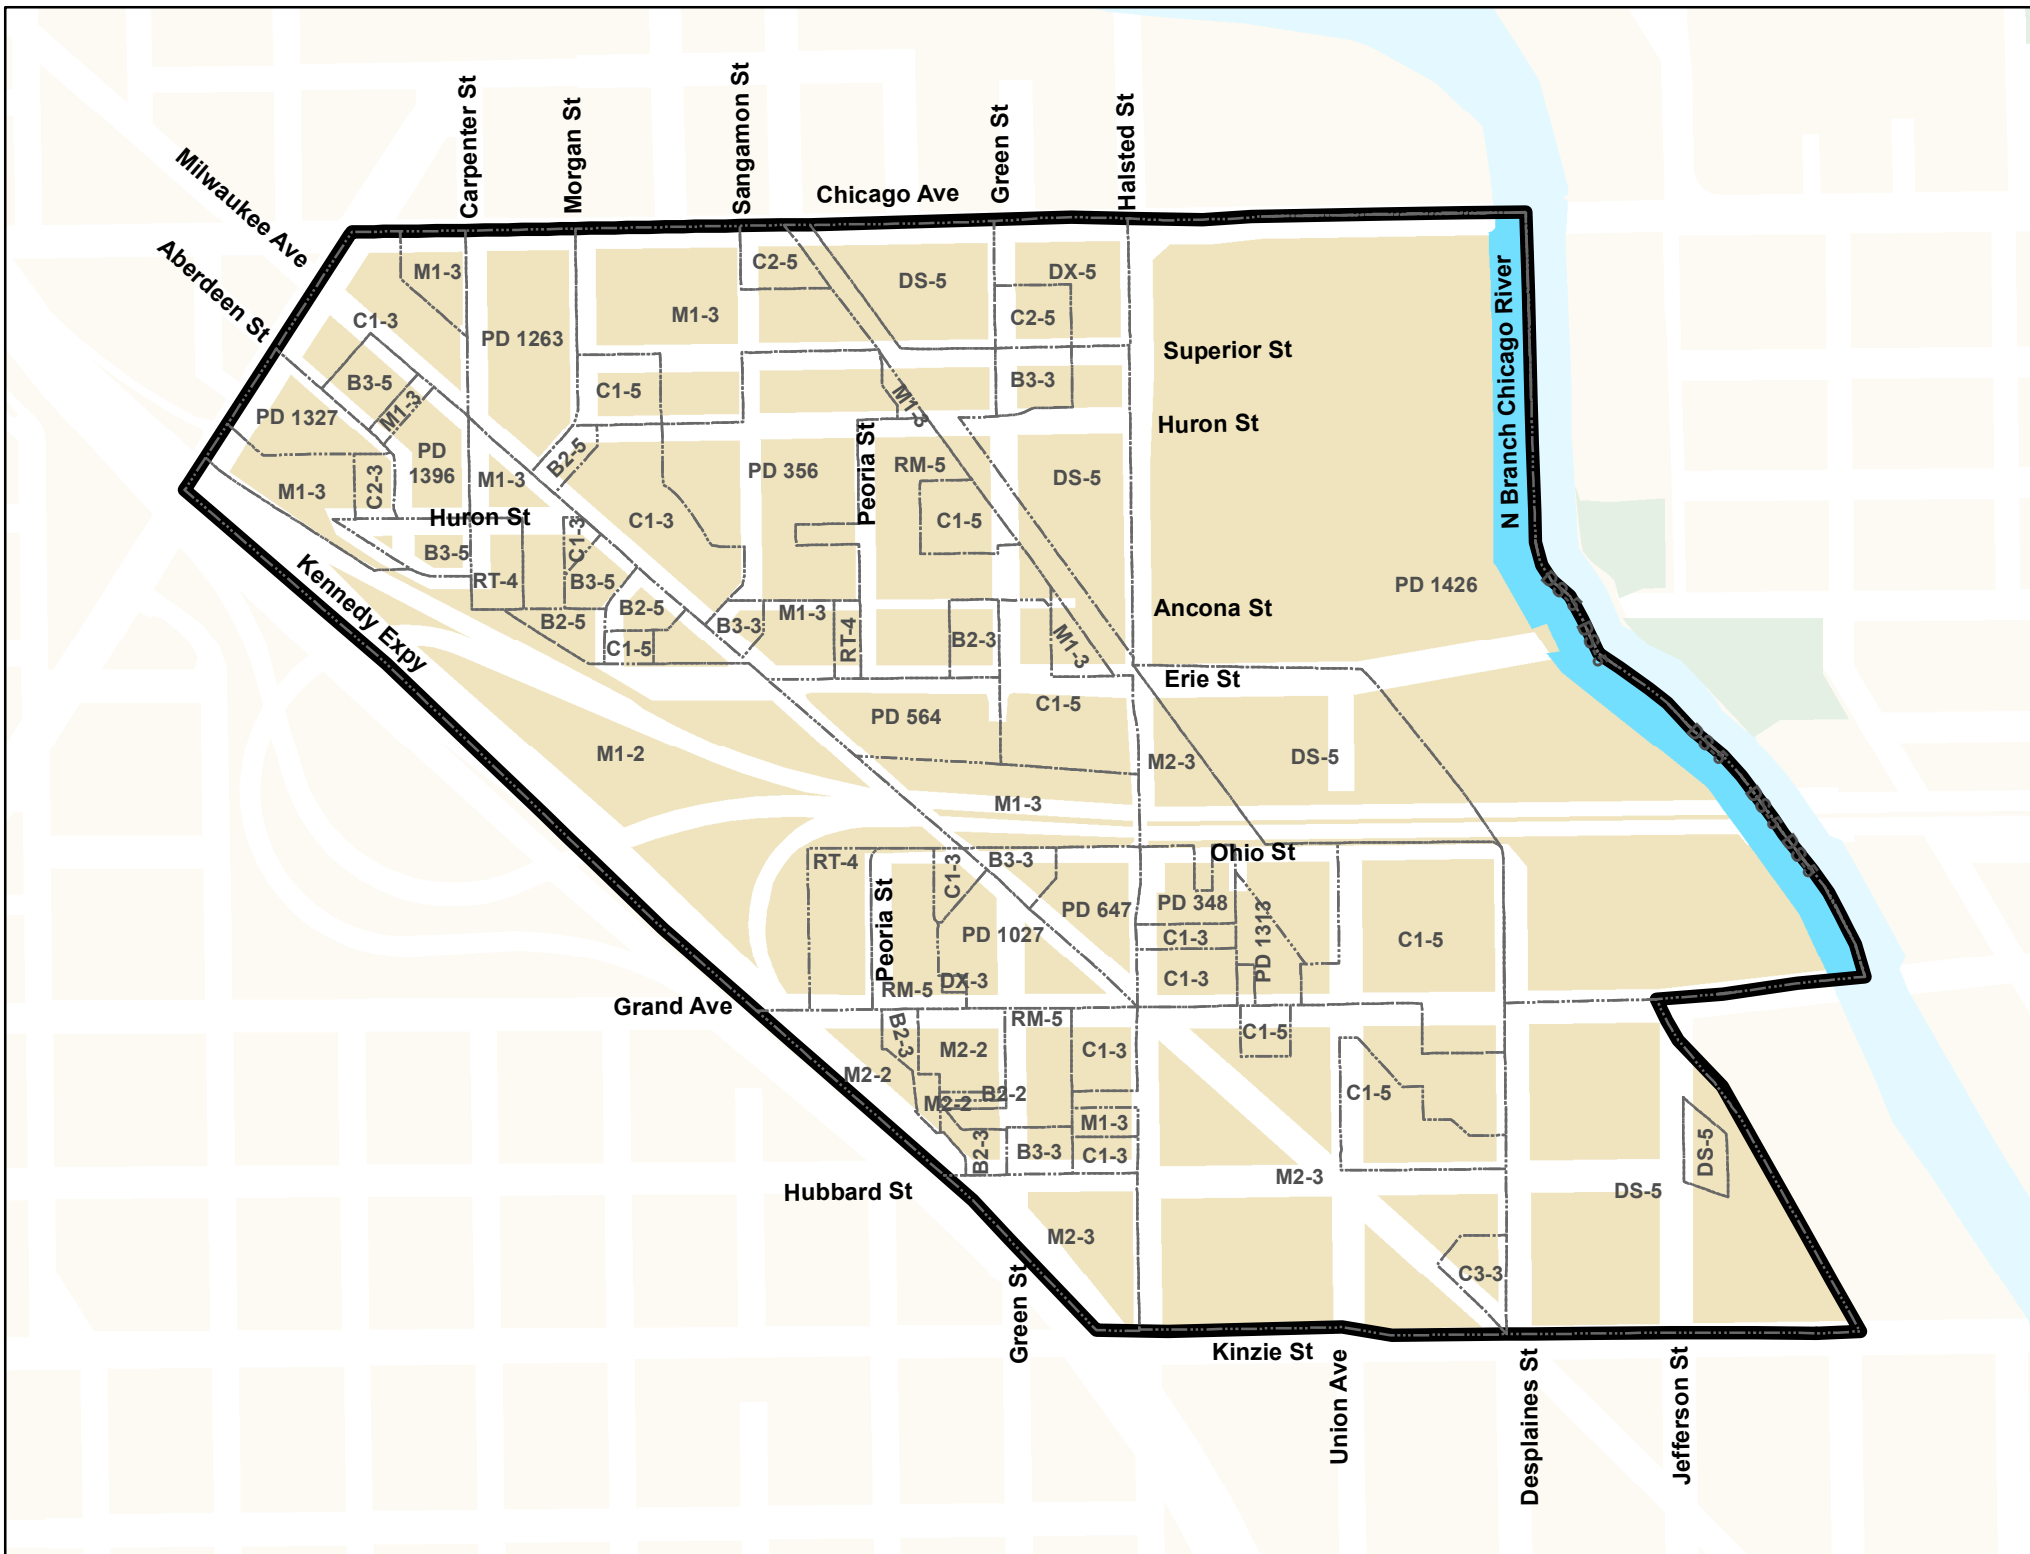 Carpenter St
Morgan St
Sangamon St
Green St
Halsted St
Milwaukee Ave
Aberdeen St
Chicago Ave
N Branch Chicago River
M1-3
C2-5
DS-5
DX-5
C1-3
PD 1263
M1-3
C2-5
Superior St
B3-5
M1-3
C1-5
M1-3
B3-3
PD 1327
Huron St
PD
1396
B2-5
PD 356
Peoria St
RM-5
DS-5
M1-3
C2-3
M1-3
Huron St
C1-3
C1-3
C1-5
B3-5
RT-4
B3-5
B2-5
PD 1426
DS-5
DS-5
Kennedy Expy
B2-5
C1-5
B3-3
M1-3
RT-4
B2-3
M1-3
Ancona St
Erie St
PD 564
C1-5
M1-2
M2-3
DS-5
DS-5
M1-3
DS-5
DS-5
RT-4
C1-3
B3-3
Ohio St
Peoria St
PD 1027
PD 647
PD 348
PD 1313
C1-3
C1-5
DX-3
C1-3
RM-5
Grand Ave
B2-3
RM-5
C1-5
M2-2
C1-3
M2-2
B2-2
M2-2
C1-5
M1-3
B2-3
B3-3
C1-3
DS-5
Hubbard St
M2-3
DS-5
M2-3
C3-3
Green St
Kinzie St
Union Ave
Desplaines St
Jefferson St